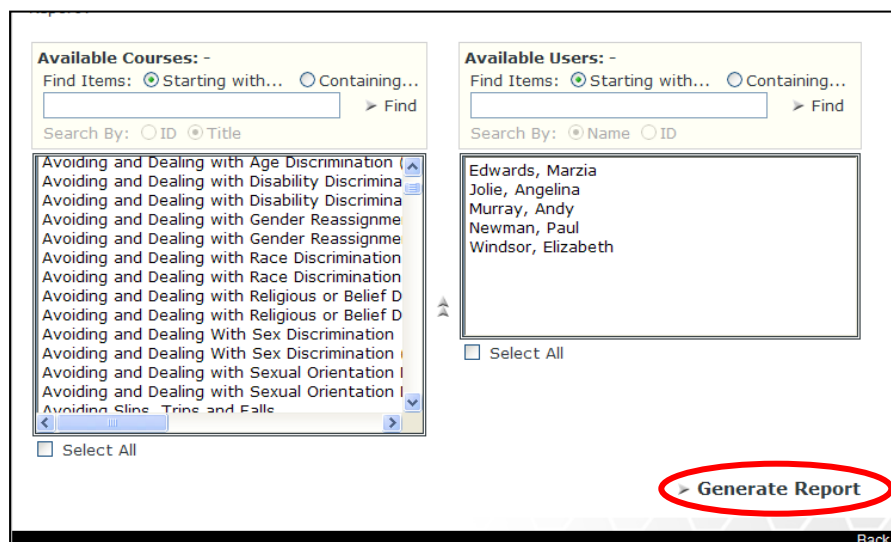 Available Courses: -
Find Items: Starting with... Containing...
Find
Search By: ID Title
Avoiding and Dealing with Age Discrimination (
Avoiding and Dealing with Disability Discrimina
Avoiding and Dealing with Disability Discrimina
Avoiding and Dealing with Gender Reassignme
Avoiding and Dealing with Gender Reassignme
Avoiding and Dealing with Race Discrimination
Avoiding and Dealing with Race Discrimination
Avoiding and Dealing with Religious or Belief D
Avoiding and Dealing with Religious or Belief D
Avoiding and Dealing With Sex Discrimination
Avoiding and Dealing With Sex Discrimination (
Avoiding and Dealing with Sexual Orientation
Avoiding and Dealing with Sexual Orientation
Avoiding Slips, Trips and Falls
Select All
Available Users: -
Find Items: Starting with... Containing...
Find
Search By: Name ID
Edwards, Marzia
Jolie, Angelina
Murray, Andy
Newman, Paul
Windsor, Elizabeth
Select All
Generate Report
Back